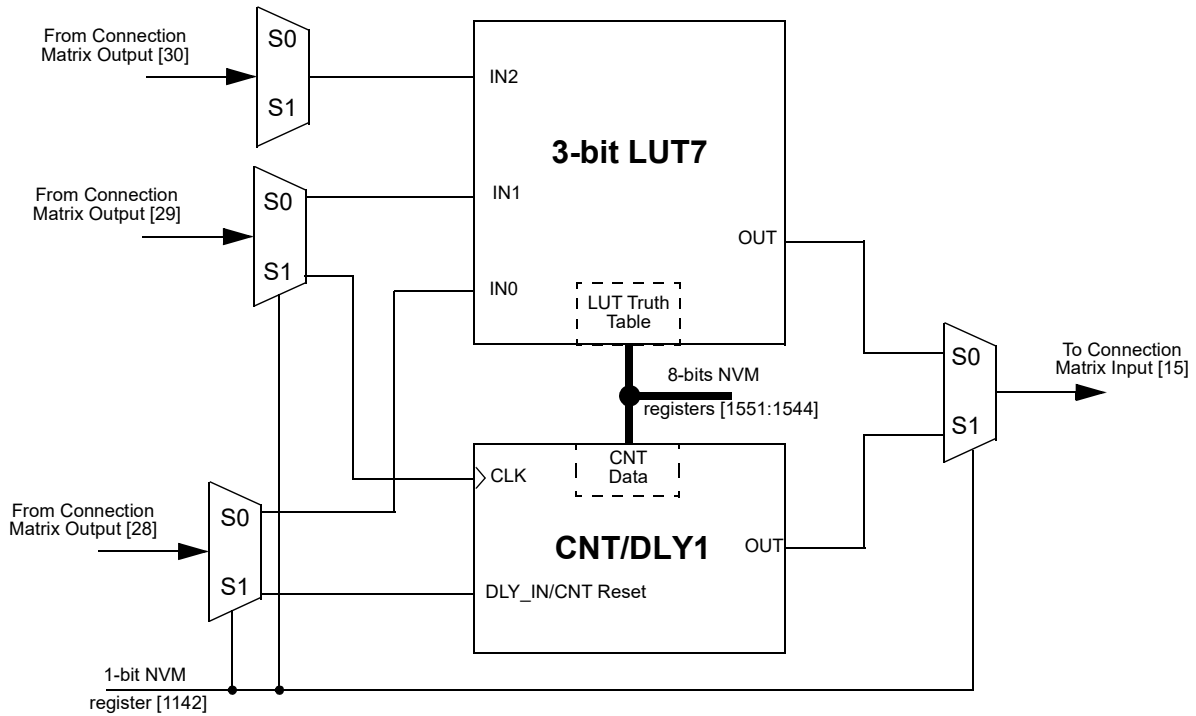 From Connection
Matrix Output [30]
S0
S1
IN2
3-bit LUT7
From Connection
Matrix Output [29]
S0
S1
IN1
OUT
IN0
LUT Truth
Table
S0
S1
To Connection
Matrix Input [15]
8-bits NVM
registers [1551:1544]
CNT
Data
CLK
From Connection
Matrix Output [28]
S0
S1
CNT/DLY1
OUT
DLY_IN/CNT Reset
1-bit NVM
register [1142]